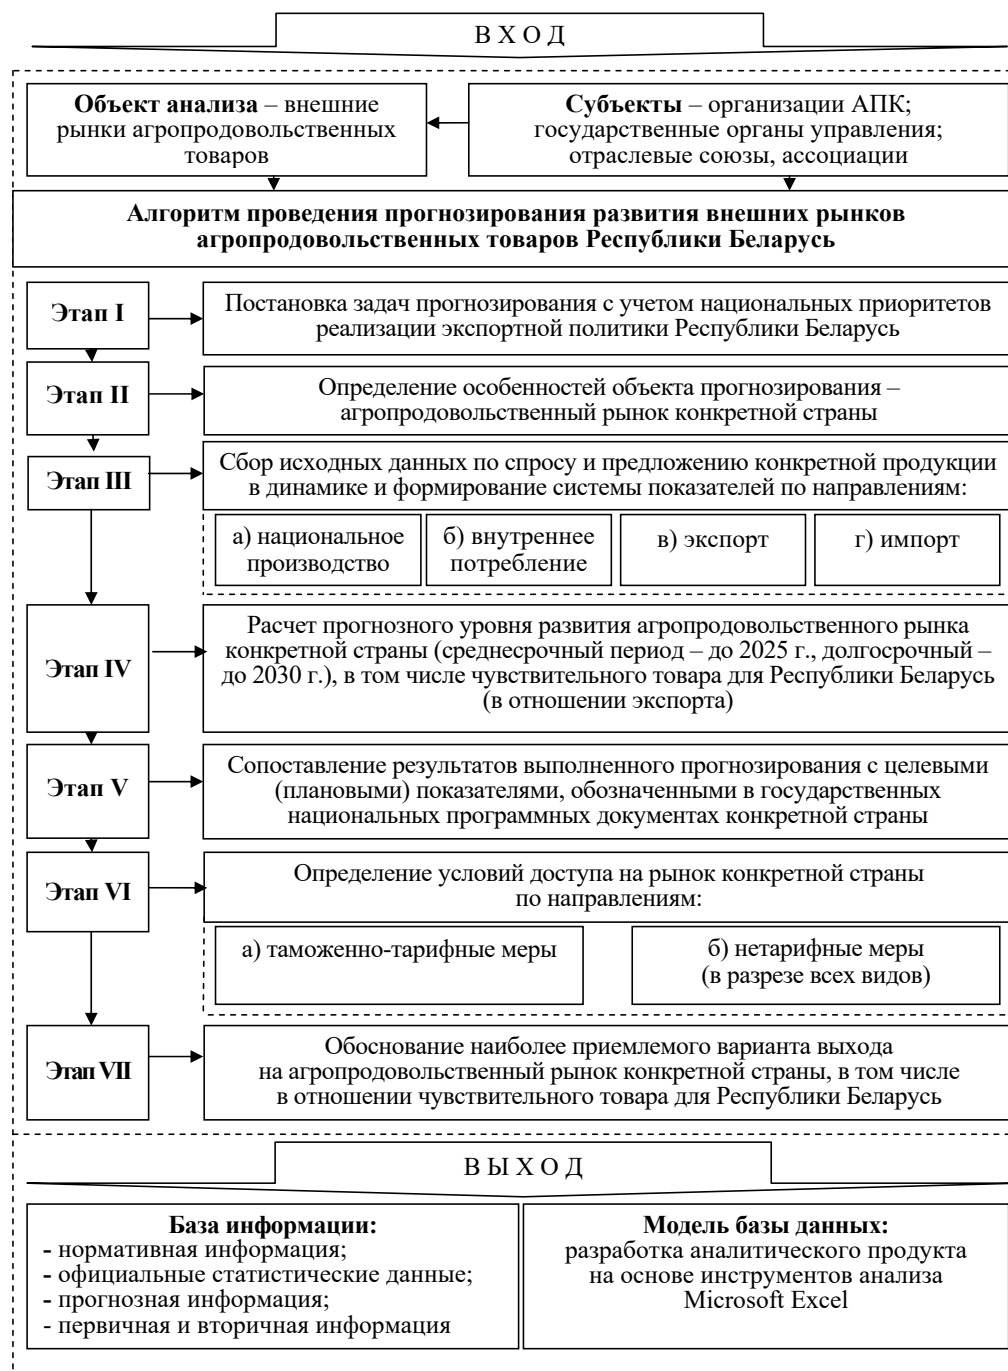 В Х О Д
Объект анализа – внешние
рынки агропродовольственных
товаров
Субъекты – организации АПК;
государственные органы управления;
отраслевые союзы, ассоциации
Алгоритм проведения прогнозирования развития внешних рынков
агропродовольственных товаров Республики Беларусь
Этап I
Постановка задач прогнозирования с учетом национальных приоритетов
реализации экспортной политики Республики Беларусь
Этап II
Определение особенностей объекта прогнозирования –
агропродовольственный рынок конкретной страны
Этап III
Сбор исходных данных по спросу и предложению конкретной продукции
в динамике и формирование системы показателей по направлениям:
а) национальное
производство
б) внутреннее
потребление
в) экспорт
г) импорт
Этап IV
Расчет прогнозного уровня развития агропродовольственного рынка
конкретной страны (среднесрочный период – до 2025 г., долгосрочный –
до 2030 г.), в том числе чувствительного товара для Республики Беларусь
(в отношении экспорта)
Этап V
Сопоставление результатов выполненного прогнозирования с целевыми
(плановыми) показателями, обозначенными в государственных
национальных программных документах конкретной страны
Этап VI
Определение условий доступа на рынок конкретной страны
по направлениям:
а) таможенно-тарифные меры
б) нетарифные меры
(в разрезе всех видов)
Этап VII
Обоснование наиболее приемлемого варианта выхода
на агропродовольственный рынок конкретной страны, в том числе
в отношении чувствительного товара для Республики Беларусь
В Ы Х О Д
База информации:
- нормативная информация;
- официальные статистические данные;
- прогнозная информация;
- первичная и вторичная информация
Модель базы данных:
разработка аналитического продукта
на основе инструментов анализа
Microsoft Excel